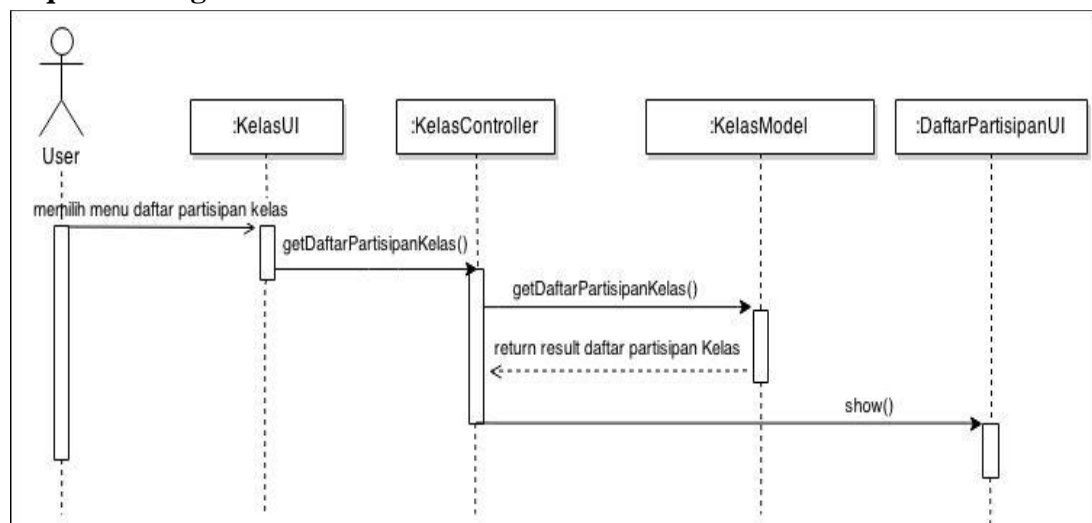 :KelasUI
:KelasController
:KelasModel
:DaftarPartisipanUI
User
memilih menu daftar partisipan kelas
getDaftarPartisipanKelas()
getDaftarPartisipanKelas()
return result daftar partisipan Kelas
show()